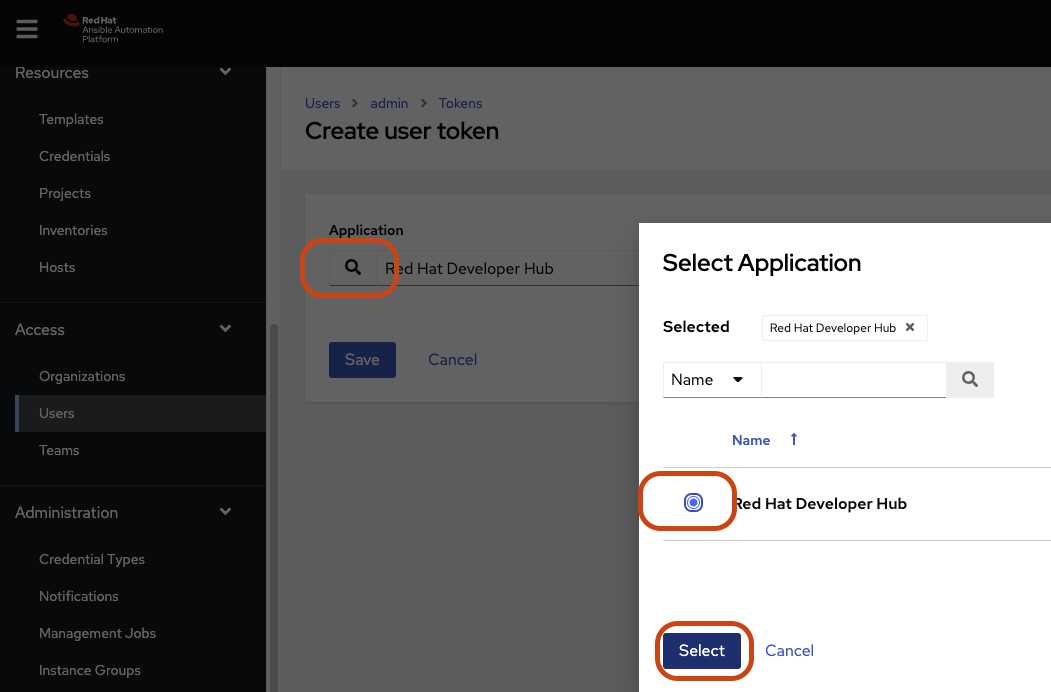 Red Hat
Ansible Automation
Platform
Resources
Templates
Credentials
Projects
Inventories
Hosts
Access
Organizations
Users
Teams
Administration
Credential Types
Notifications
Management Jobs
Instance Groups
Users > admin > Tokens
Create user token
Application
Red Hat Developer Hub
Save Cancel
Select Application
Selected Red Hat Developer Hub
Name
Name
Red Hat Developer Hub
Select Cancel